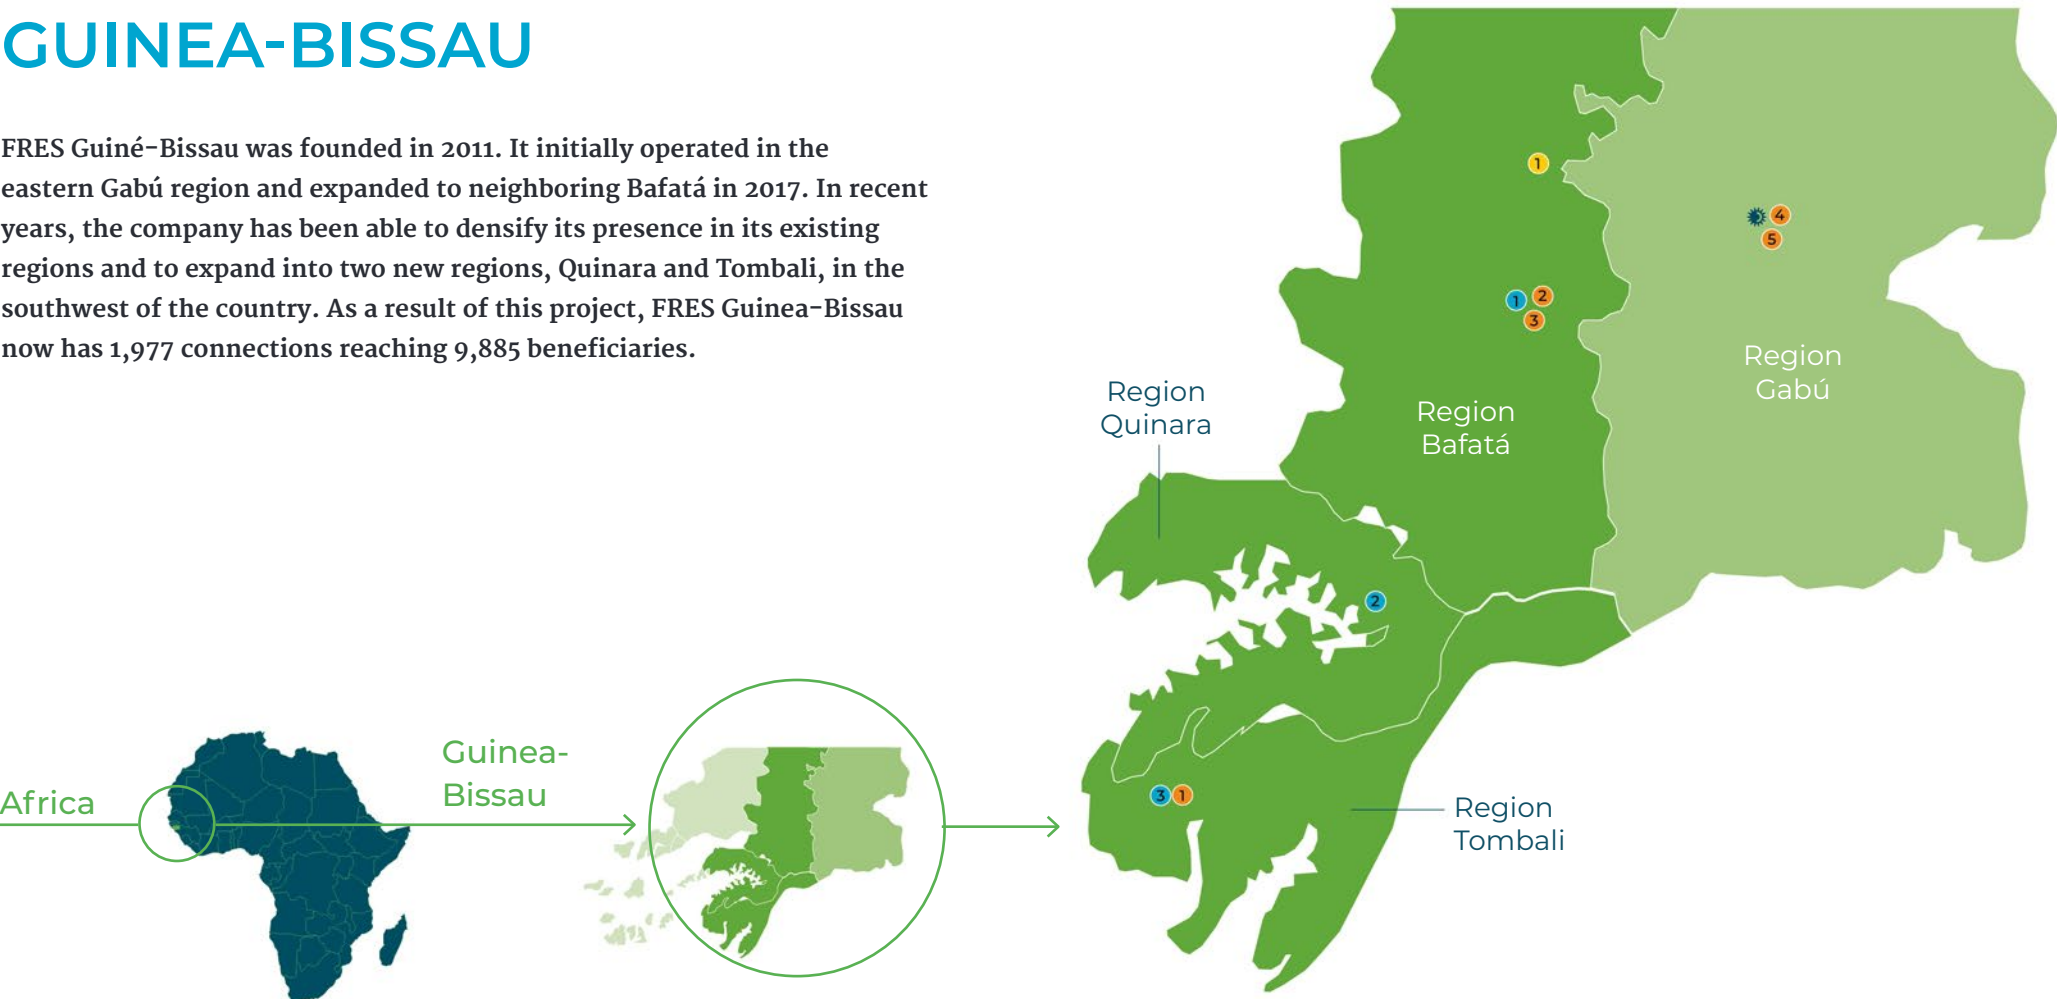 GUINEA-BISSAU
FRES Guiné-Bissau was founded in 2011. It initially operated in the
eastern Gabú region and expanded to neighboring Bafatá in 2017. In recent
years, the company has been able to densify its presence in its existing
regions and to expand into two new regions, Quinara and Tombali, in the
southwest of the country. As a result of this project, FRES Guinea-Bissau
now has 1,977 connections reaching 9,885 beneficiaries.
Africa
Guinea-
Bissau
Region
Quinara
Region
Bafatá
Region
Gabú
Region
Tombali
1
4
5
1 2
3
2
3 1